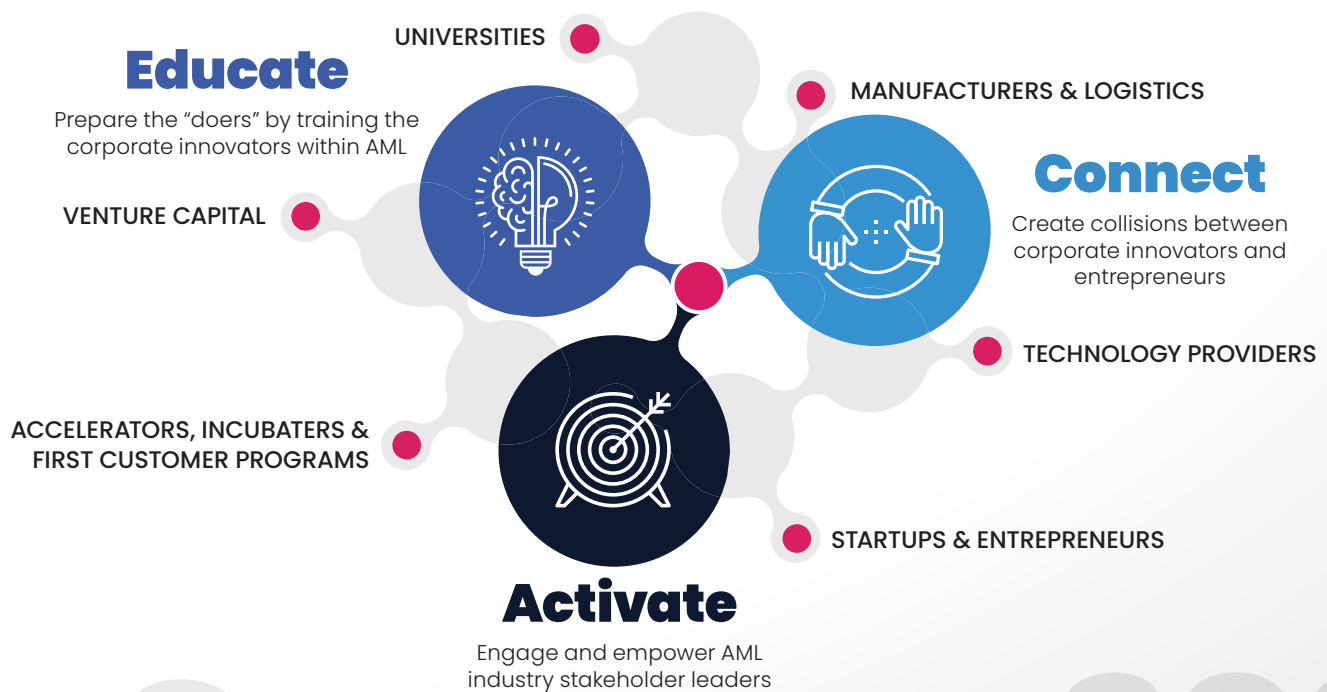 UNIVERSITIES
Educate
Prepare the “doers” by training the
corporate innovators within AML
MANUFACTURERS & LOGISTICS
Connect
Create collisions between
corporate innovators and
entrepreneurs
VENTURE CAPITAL
TECHNOLOGY PROVIDERS
ACCELERATORS, INCUBATERS &
FIRST CUSTOMER PROGRAMS
STARTUPS & ENTREPRENEURS
Activate
Engage and empower AML
industry stakeholder leaders